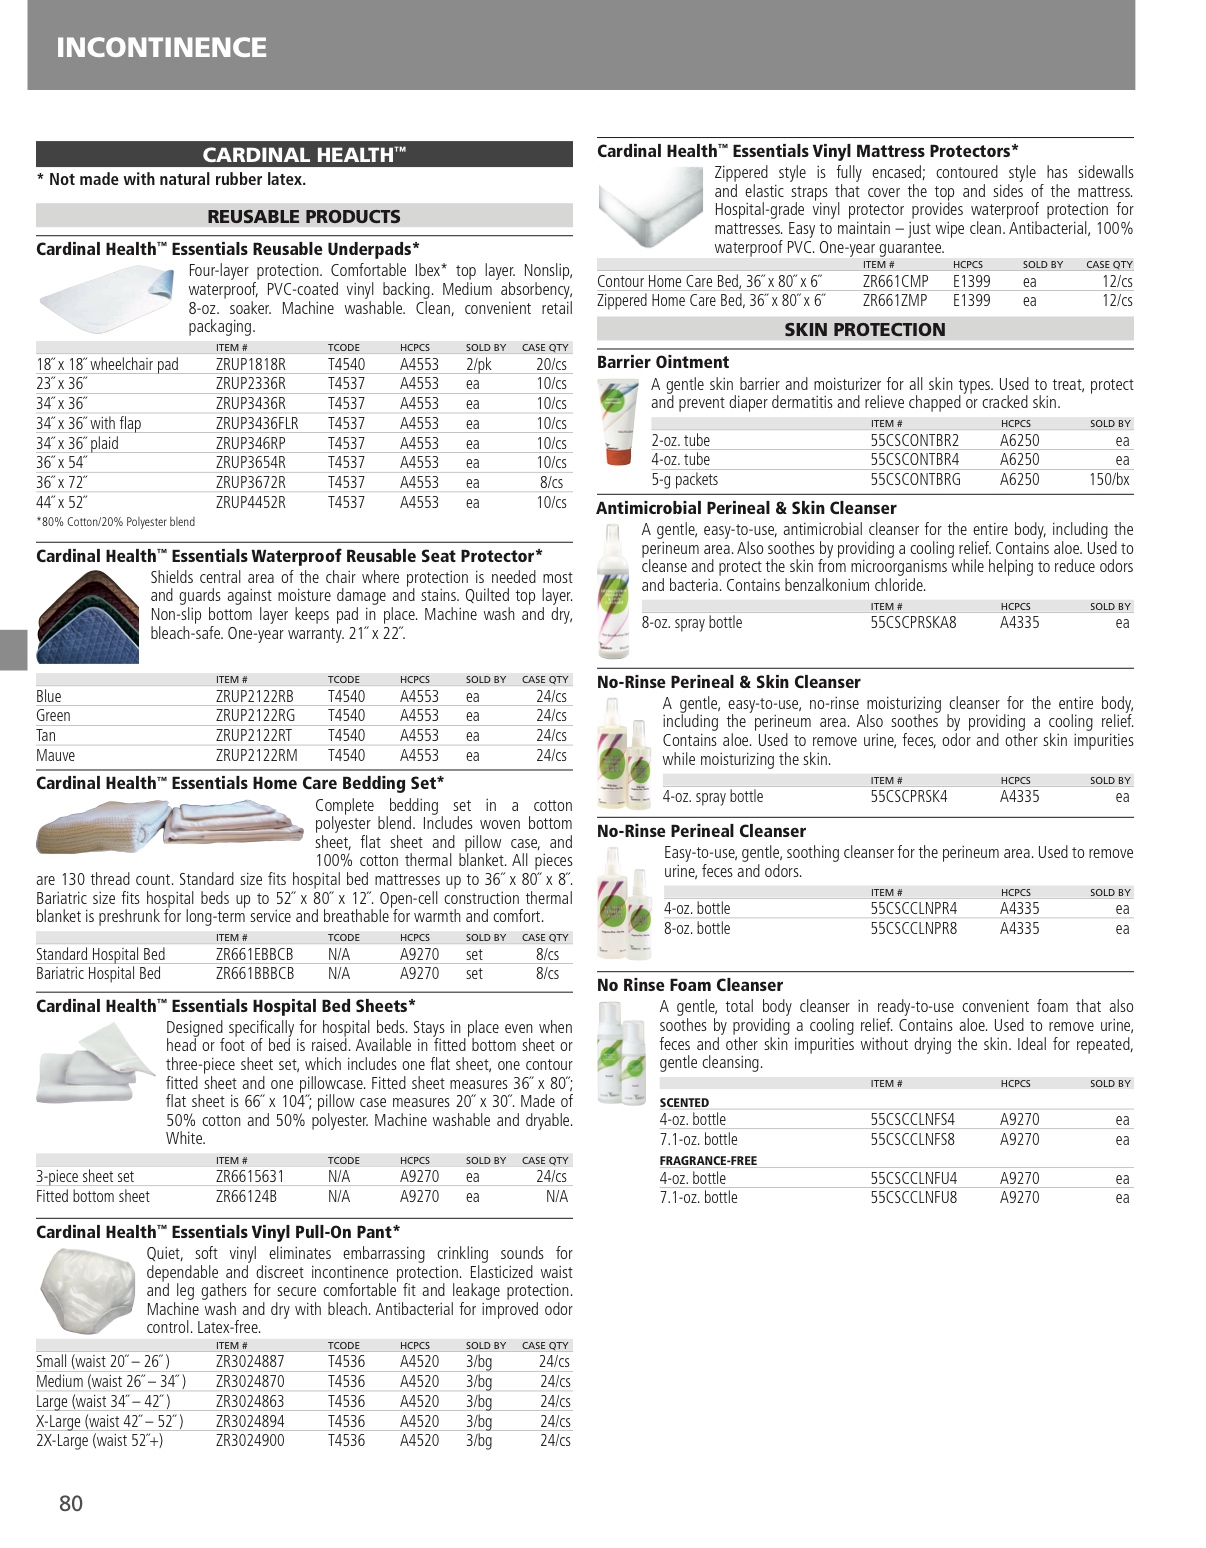 INCONTINENCE
CARDINAL HEALTH™
* Not made with natural rubber latex.
REUSABLE PRODUCTS
Cardinal Health™ Essentials Reusable Underpads*
Four-layer protection. Comfortable Ibex* top layer. Nonslip,
waterproof, PVC-coated vinyl backing. Medium absorbency,
8-oz. soaker. Machine washable. Clean, convenient retail
packaging.
ITEM # TCODE HCPCS SOLD BY CASE QTY
18˝ x 18˝ wheelchair pad ZRUP1818R T4540 A4553 2/pk 20/cs
23˝ x 36˝ ZRUP2336R T4537 A4553 ea 10/cs
34˝ x 36˝ ZRUP3436R T4537 A4553 ea 10/cs
34˝ x 36˝ with flap ZRUP3436FLR T4537 A4553 ea 10/cs
34˝ x 36˝ plaid ZRUP346RP T4537 A4553 ea 10/cs
36˝ x 54˝ ZRUP3654R T4537 A4553 ea 10/cs
36˝ x 72˝ ZRUP3672R T4537 A4553 ea 8/cs
44˝ x 52˝ ZRUP4452R T4537 A4553 ea 10/cs
*80% Cotton/20% Polyester blend
Cardinal Health™ Essentials Waterproof Reusable Seat Protector*
Shields central area of the chair where protection is needed most
and guards against moisture damage and stains. Quilted top layer.
Non-slip bottom layer keeps pad in place. Machine wash and dry,
bleach-safe. One-year warranty. 21˝ x 22˝.
ITEM # TCODE HCPCS SOLD BY CASE QTY
Blue ZRUP2122RB T4540 A4553 ea 24/cs
Green ZRUP2122RG T4540 A4553 ea 24/cs
Tan ZRUP2122RT T4540 A4553 ea 24/cs
Mauve ZRUP2122RM T4540 A4553 ea 24/cs
Cardinal Health™ Essentials Home Care Bedding Set*
Complete bedding set in a cotton
polyester blend. Includes woven bottom
sheet, flat sheet and pillow case, and
100% cotton thermal blanket. All pieces
are 130 thread count. Standard size fits hospital bed mattresses up to 36˝ x 80˝ x 8˝.
Bariatric size fits hospital beds up to 52˝ x 80˝ x 12˝. Open-cell construction thermal
blanket is preshrunk for long-term service and breathable for warmth and comfort.
ITEM # TCODE HCPCS SOLD BY CASE QTY
Standard Hospital Bed ZR661EBBCB N/A A9270 set 8/cs
Bariatric Hospital Bed ZR661BBBCB N/A A9270 set 8/cs
Cardinal Health™ Essentials Hospital Bed Sheets*
Designed specifically for hospital beds. Stays in place even when
head or foot of bed is raised. Available in fitted bottom sheet or
three-piece sheet set, which includes one flat sheet, one contour
fitted sheet and one pillowcase. Fitted sheet measures 36˝ x 80˝;
flat sheet is 66˝ x 104˝; pillow case measures 20˝ x 30˝. Made of
50% cotton and 50% polyester. Machine washable and dryable.
White.
ITEM # TCODE HCPCS SOLD BY CASE QTY
3-piece sheet set ZR6615631 N/A A9270 ea 24/cs
Fitted bottom sheet ZR66124B N/A A9270 ea N/A
Cardinal Health™ Essentials Vinyl Pull-On Pant*
Quiet, soft vinyl eliminates embarrassing crinkling sounds for
dependable and discreet incontinence protection. Elasticized waist
and leg gathers for secure comfortable fit and leakage protection.
Machine wash and dry with bleach. Antibacterial for improved odor
control. Latex-free.
ITEM # TCODE HCPCS SOLD BY CASE QTY
Small (waist 20˝ – 26˝ ) ZR3024887 T4536 A4520 3/bg 24/cs
Medium (waist 26˝ – 34˝ ) ZR3024870 T4536 A4520 3/bg 24/cs
Large (waist 34˝ – 42˝ ) ZR3024863 T4536 A4520 3/bg 24/cs
X-Large (waist 42˝ – 52˝ ) ZR3024894 T4536 A4520 3/bg 24/cs
2X-Large (waist 52˝+) ZR3024900 T4536 A4520 3/bg 24/cs
Cardinal Health™ Essentials Vinyl Mattress Protectors*
Zippered style is fully encased; contoured style has sidewalls
and elastic straps that cover the top and sides of the mattress.
Hospital-grade vinyl protector provides waterproof protection for
mattresses. Easy to maintain – just wipe clean. Antibacterial, 100%
waterproof PVC. One-year guarantee.
ITEM # HCPCS SOLD BY CASE QTY
Contour Home Care Bed, 36˝ x 80˝ x 6˝ ZR661CMP E1399 ea 12/cs
Zippered Home Care Bed, 36˝ x 80˝ x 6˝ ZR661ZMP E1399 ea 12/cs
SKIN PROTECTION
Barrier Ointment
A gentle skin barrier and moisturizer for all skin types. Used to treat, protect
and prevent diaper dermatitis and relieve chapped or cracked skin.
ITEM # HCPCS SOLD BY
2-oz. tube 55CSCONTBR2 A6250 ea
4-oz. tube 55CSCONTBR4 A6250 ea
5-g packets 55CSCONTBRG A6250 150/bx
Antimicrobial Perineal & Skin Cleanser
A gentle, easy-to-use, antimicrobial cleanser for the entire body, including the
perineum area. Also soothes by providing a cooling relief. Contains aloe. Used to
cleanse and protect the skin from microorganisms while helping to reduce odors
and bacteria. Contains benzalkonium chloride.
ITEM # HCPCS SOLD BY
8-oz. spray bottle 55CSCPRSKA8 A4335 ea
No-Rinse Perineal & Skin Cleanser
A gentle, easy-to-use, no-rinse moisturizing cleanser for the entire body,
including the perineum area. Also soothes by providing a cooling relief.
Contains aloe. Used to remove urine, feces, odor and other skin impurities
while moisturizing the skin.
ITEM # HCPCS SOLD BY
4-oz. spray bottle 55CSCPRSK4 A4335 ea
No-Rinse Perineal Cleanser
Easy-to-use, gentle, soothing cleanser for the perineum area. Used to remove
urine, feces and odors.
ITEM # HCPCS SOLD BY
4-oz. bottle 55CSCCLNPR4 A4335 ea
8-oz. bottle 55CSCCLNPR8 A4335 ea
No Rinse Foam Cleanser
A gentle, total body cleanser in ready-to-use convenient foam that also
soothes by providing a cooling relief. Contains aloe. Used to remove urine,
feces and other skin impurities without drying the skin. Ideal for repeated,
gentle cleansing.
ITEM # HCPCS SOLD BY
SCENTED
4-oz. bottle 55CSCCLNFS4 A9270 ea
7.1-oz. bottle 55CSCCLNFS8 A9270 ea
FRAGRANCE-FREE
4-oz. bottle 55CSCCLNFU4 A9270 ea
7.1-oz. bottle 55CSCCLNFU8 A9270 ea
80